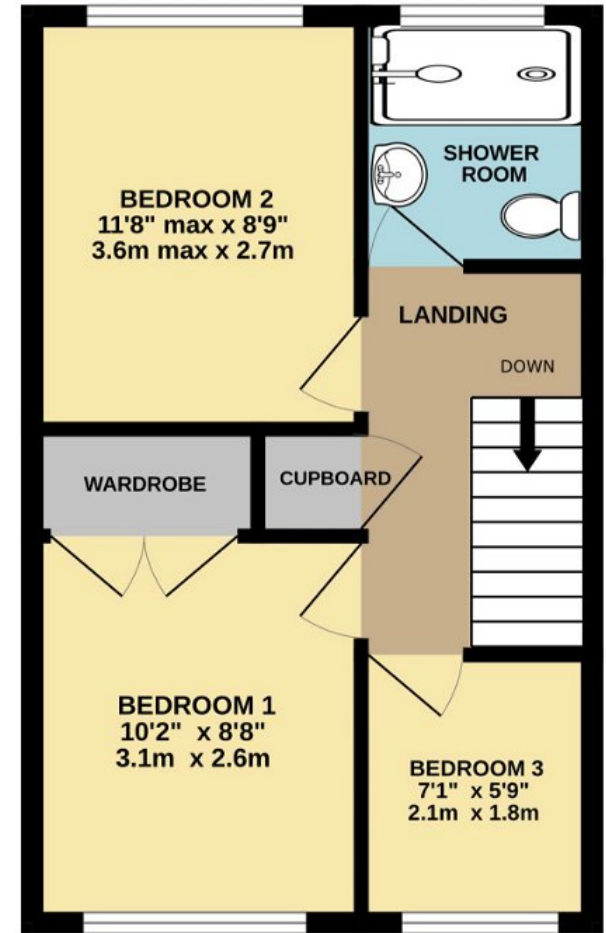 BEDROOM 2
11'8" max x 8'9"
3.6m max x 2.7m
SHOWER
ROOM
LANDING
DOWN
WARDROBE
CUPBOARD
BEDROOM 1
10'2" x 8'8"
3.1m x 2.6m
BEDROOM 3
7'1" x 5'9"
2.1m x 1.8m